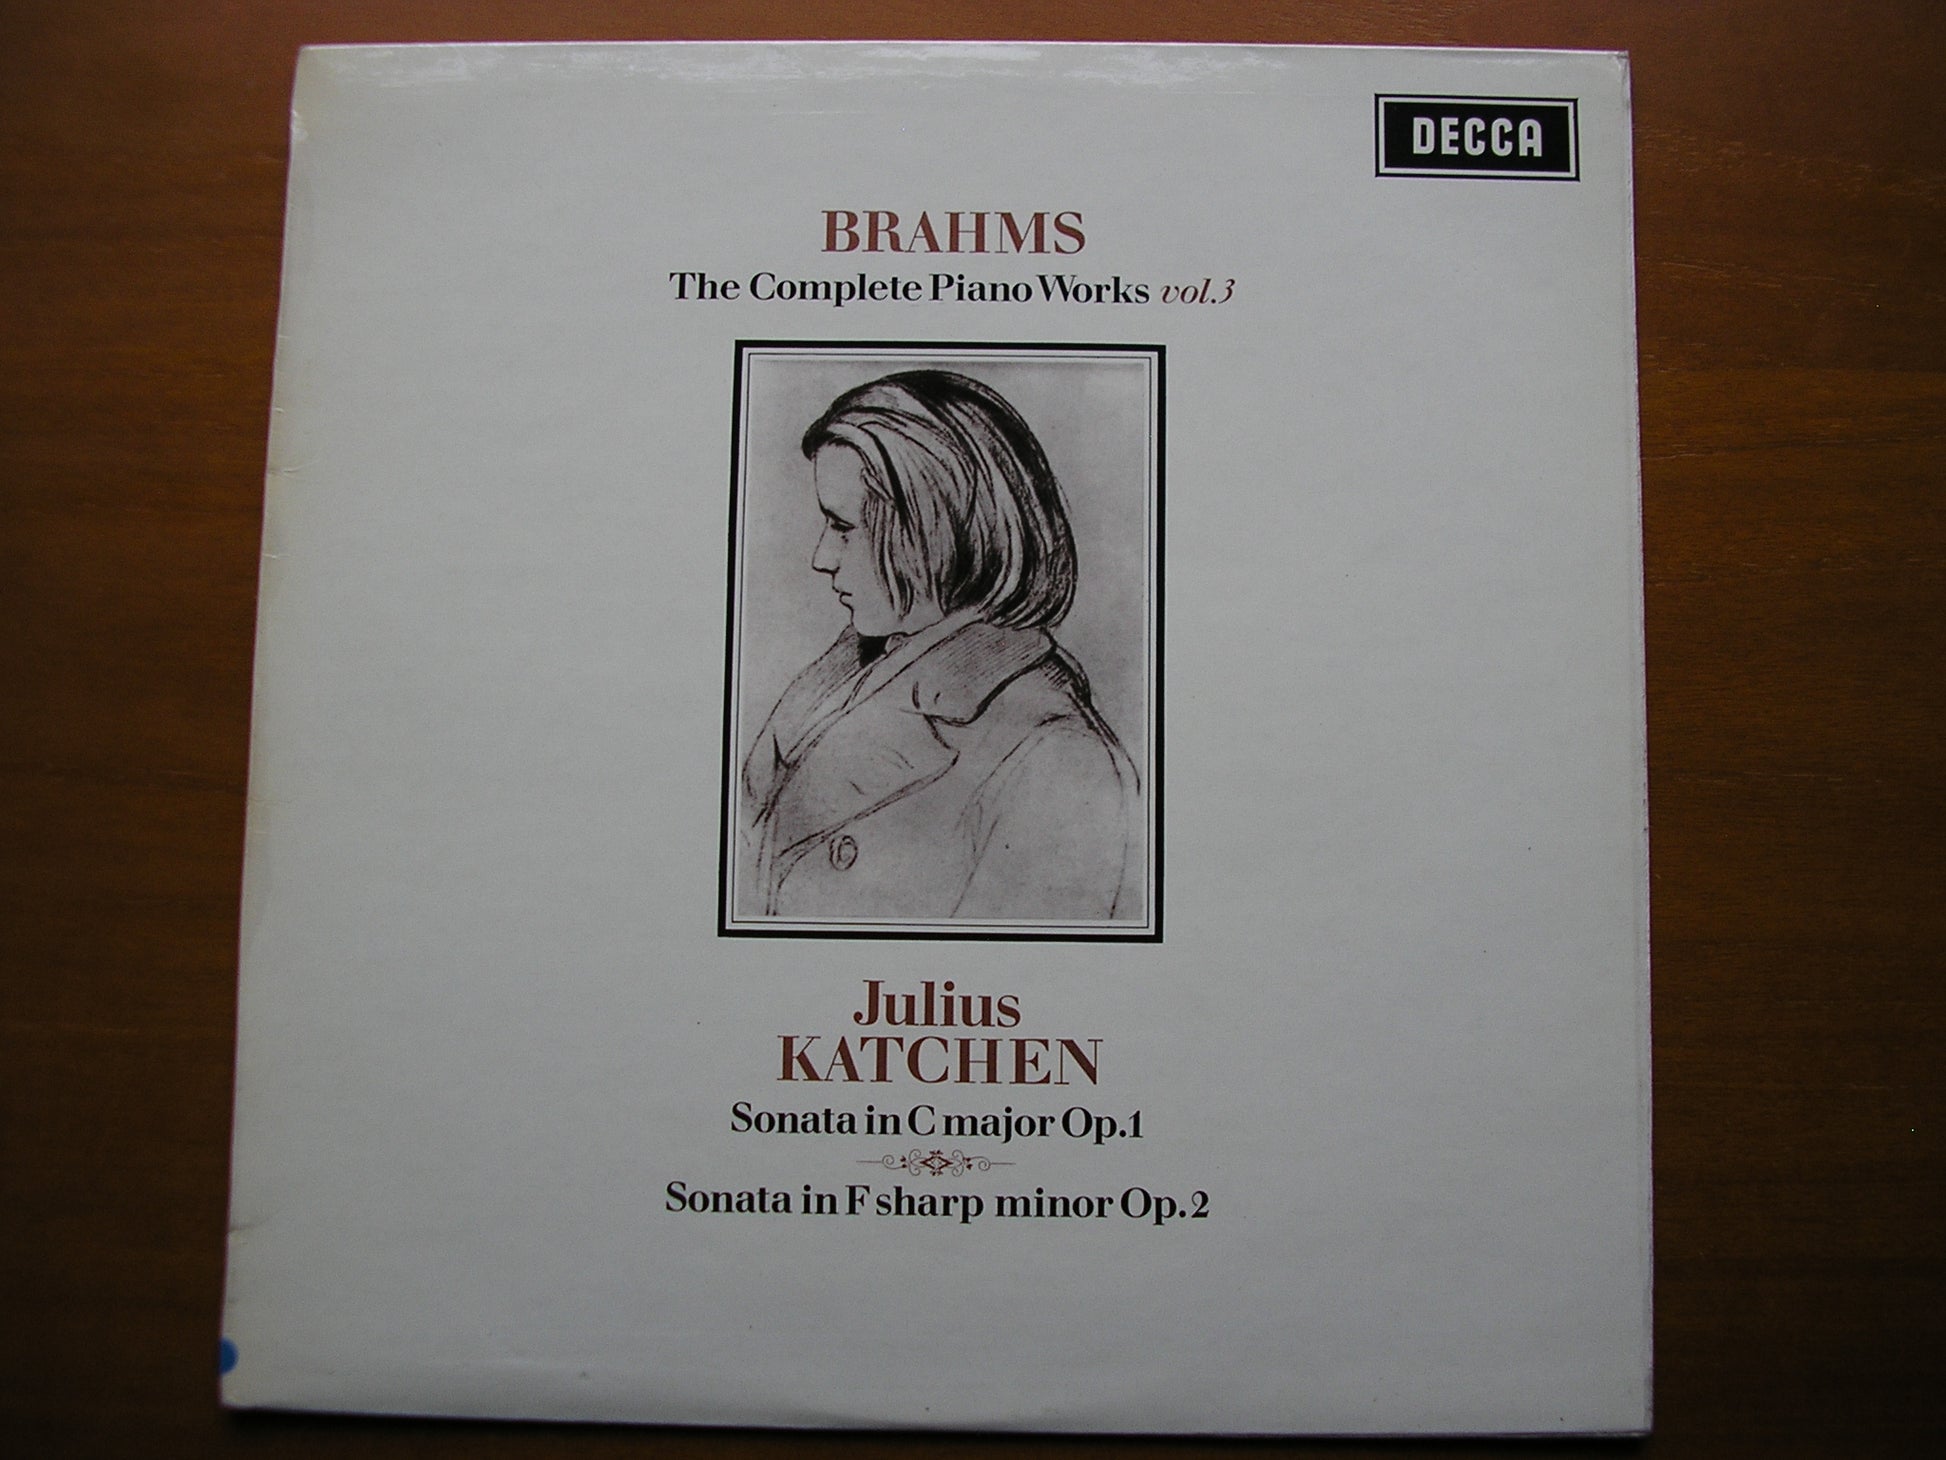 DECCA
BRAHMS
The Complete Piano Works vol.3
Julius
KATCHEN
Sonata in C major Op.1
Sonata in F sharp minor Op.2